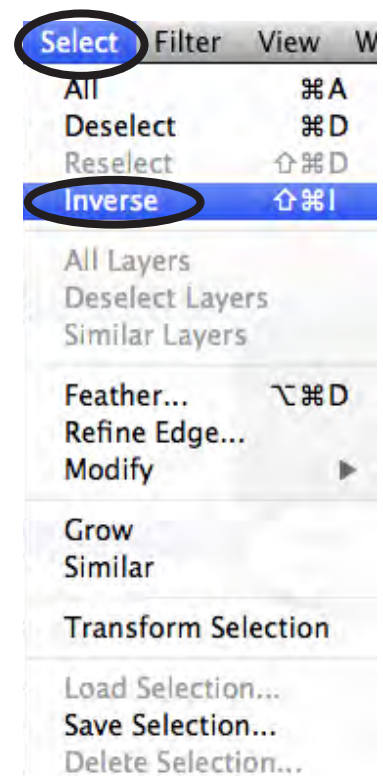 Select Filter View W
All ⌘A
Deselect ⌘D
Reselect ⇧⌘D
Inverse ⇧⌘I
All Layers
Deselect Layers
Similar Layers
Feather... ⌥⌘D
Refine Edge...
Modify ▶
Grow
Similar
Transform Selection
Load Selection...
Save Selection...
Delete Selection...